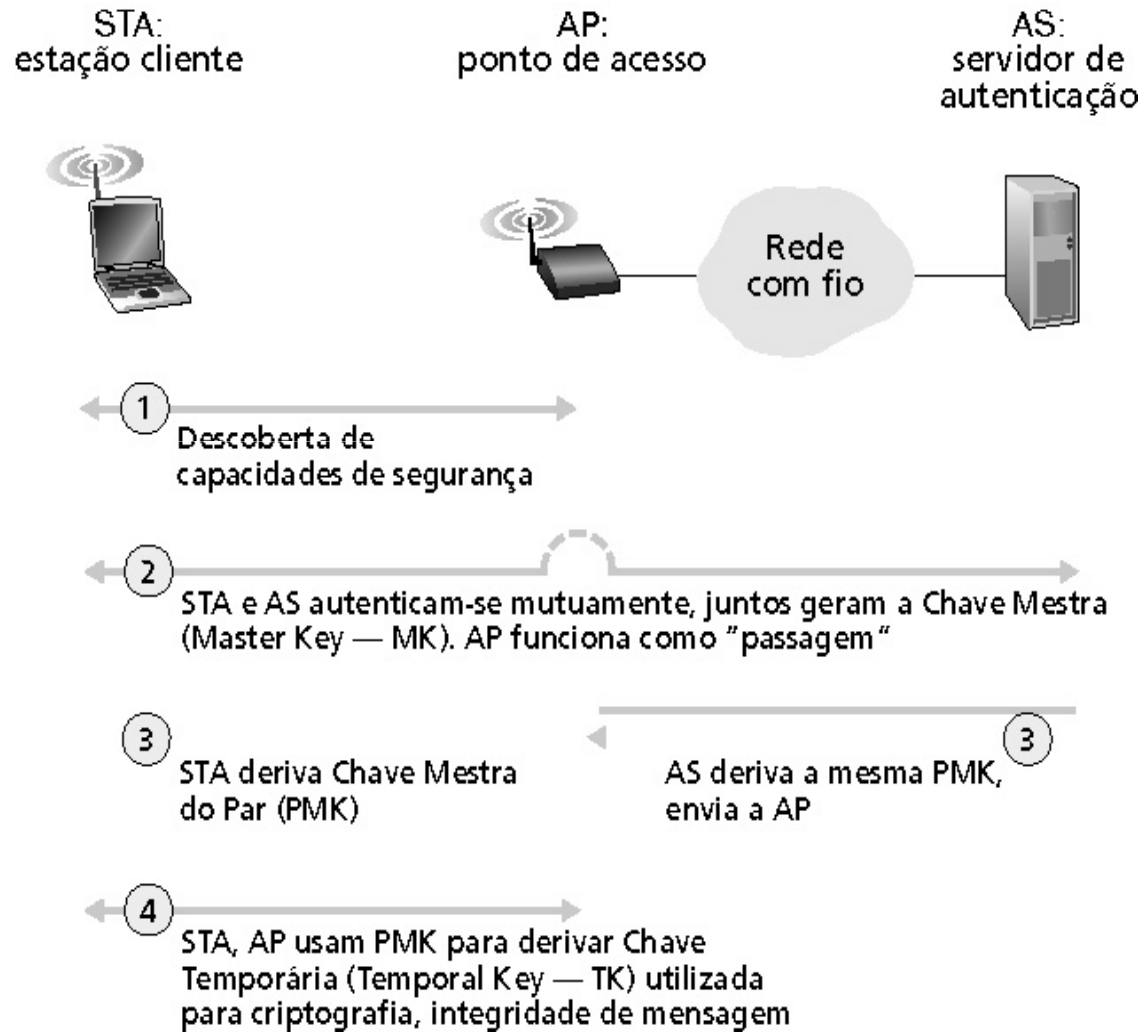 STA:
estação cliente
AP:
ponto de acesso
AS:
servidor de
autenticação
Rede
com fio
1
Descoberta de
capacidades de segurança
2
STA e AS autenticam-se mutuamente, juntos geram a Chave Mestra
(Master Key — MK). AP funciona como "passagem"
3
STA deriva Chave Mestra
do Par (PMK)
3
AS deriva a mesma PMK,
envia a AP
4
STA, AP usam PMK para derivar Chave
Temporária (Temporal Key — TK) utilizada
para criptografia, integridade de mensagem